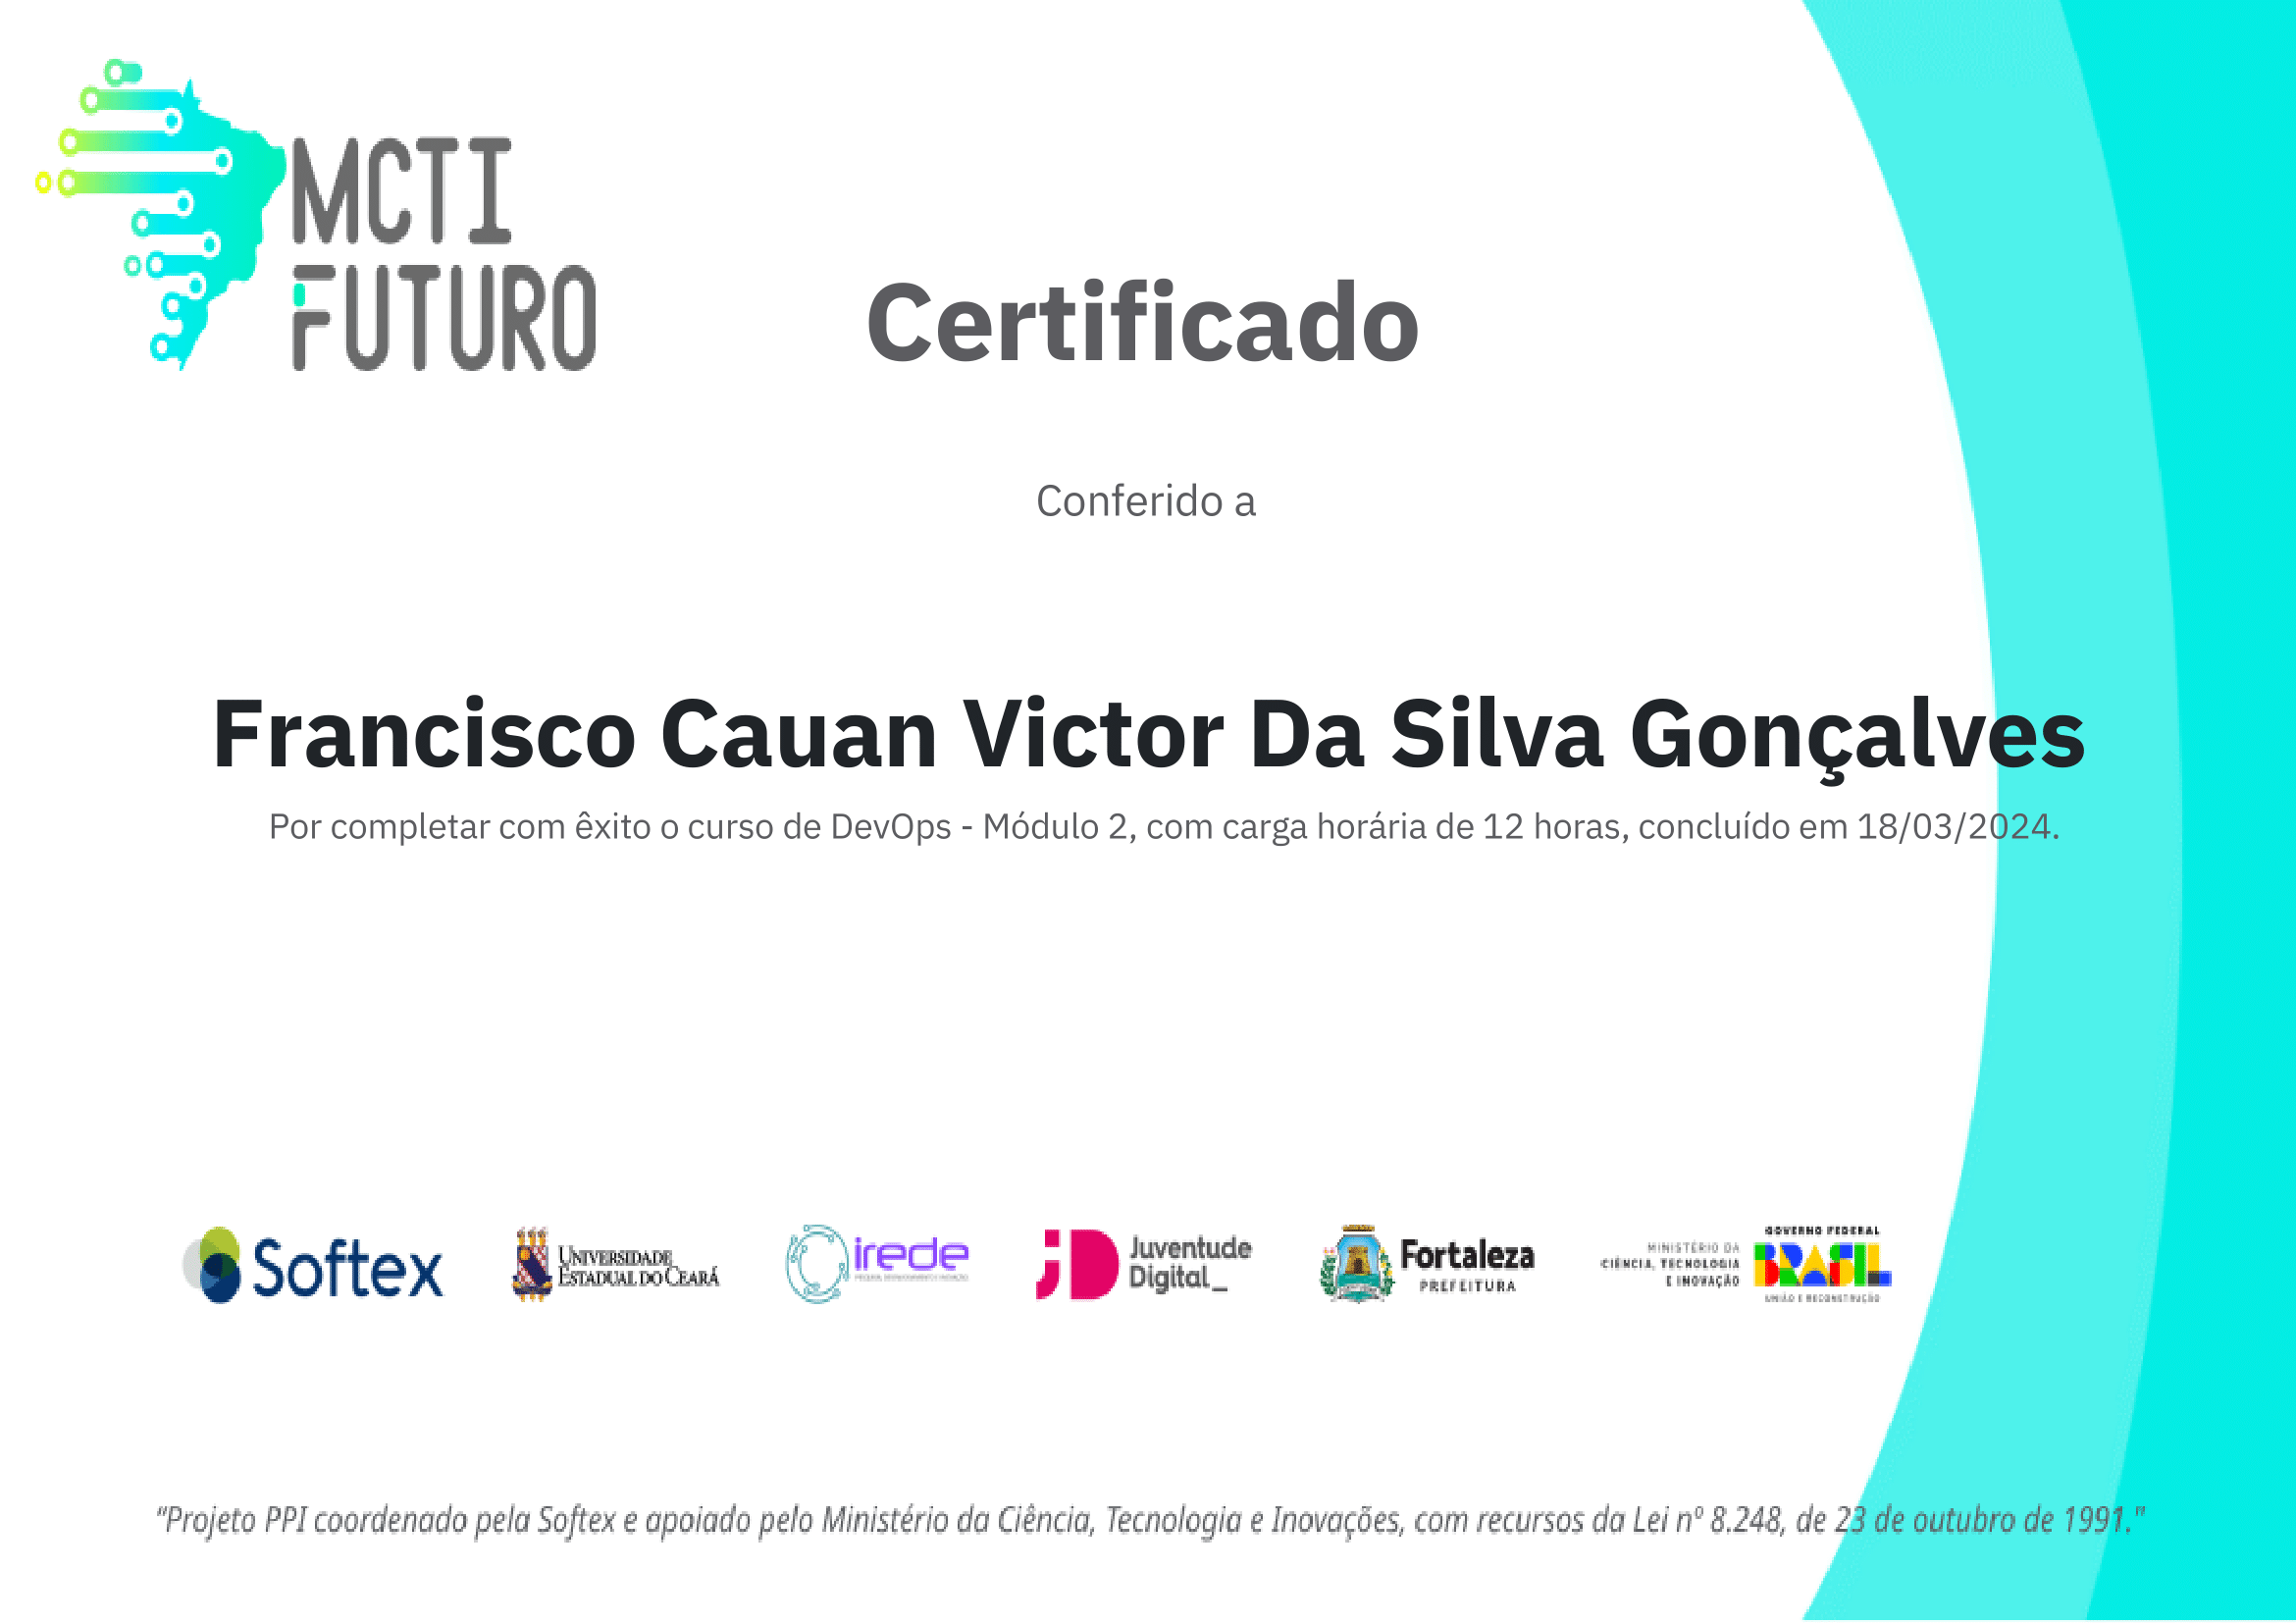 MCTI
FUTURO
Certificado
Conferido a
Francisco Cauan Victor Da Silva Gonçalves
Por completar com êxito o curso de DevOps - Módulo 2, com carga horária de 12 horas, concluído em 18/03/2024.
Softex
UNIVERSIDADE
ESTADUAL DO CEARÁ
irede
Juventude
Digital_
Fortaleza
PREFEITURA
MINISTÉRIO DA
CIÊNCIA, TECNOLOGIA
E INOVAÇÃO
GOVERNO FEDERAL
BRASIL
UNIÃO E RECONSTRUÇÃO
"Projeto PPI coordenado pela Softex e apoiado pelo Ministério da Ciência, Tecnologia e Inovações, com recursos da Lei nº 8.248, de 23 de outubro de 1991."